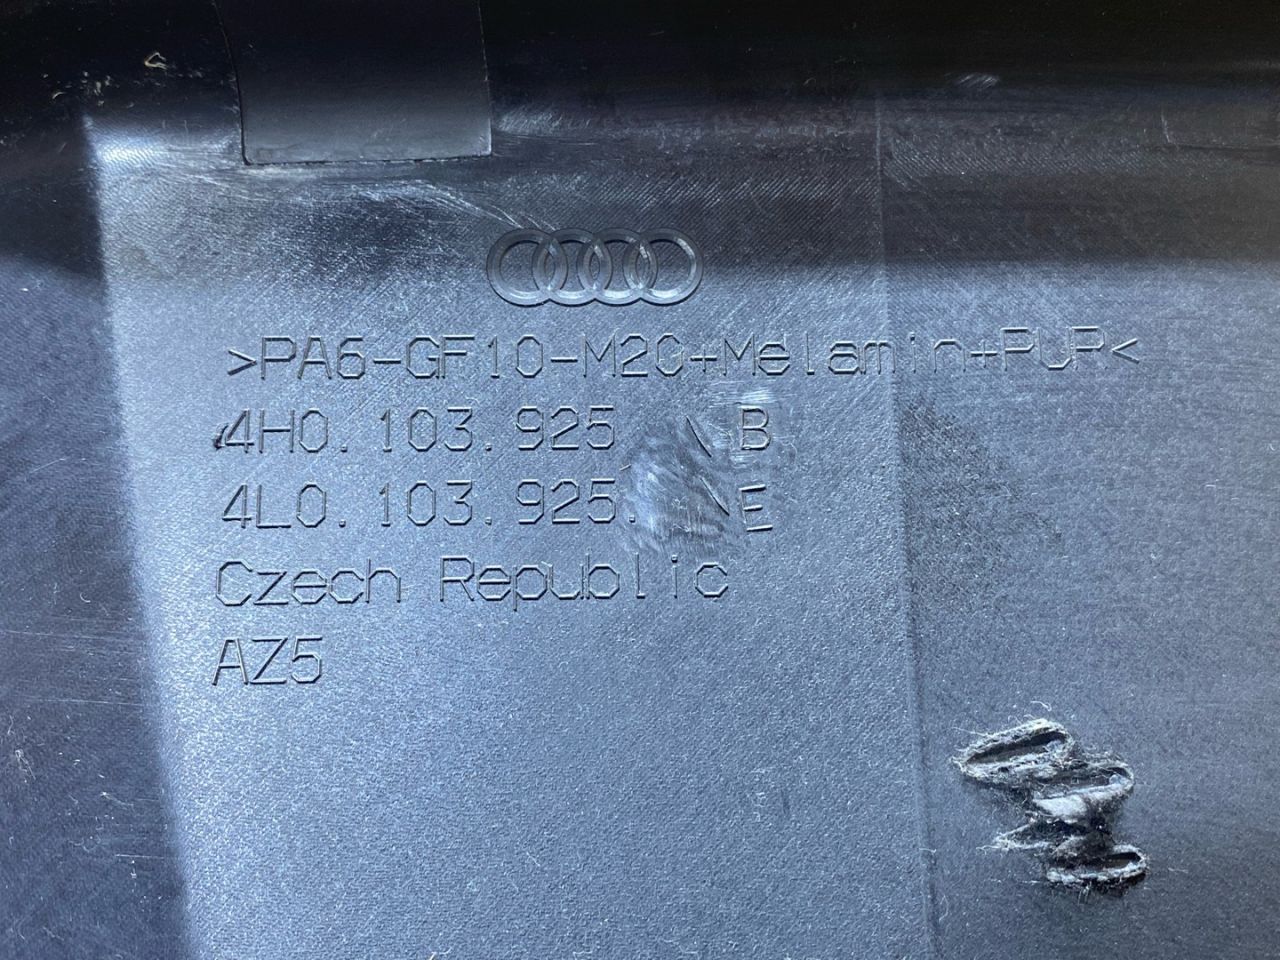 >PA6-GF10-M20+Melamin+PUR<
4H0.103.925 \ B
4L0.103.925. \ E
Czech Republic
AZ5